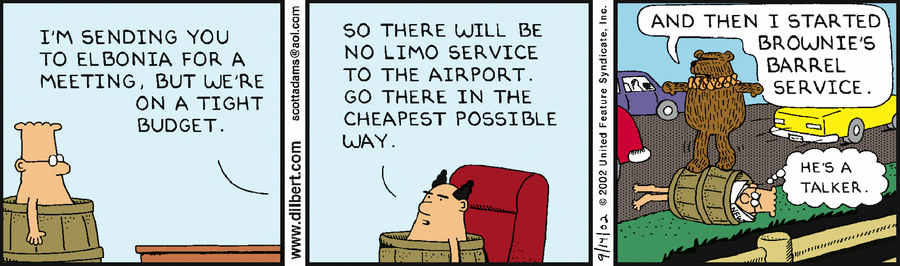 I'M SENDING YOU
TO ELBONIA FOR A
MEETING, BUT WE'RE
ON A TIGHT
BUDGET.
www.dilbert.com
scottadams@aol.com
SO THERE WILL BE
NO LIMO SERVICE
TO THE AIRPORT.
GO THERE IN THE
CHEAPEST POSSIBLE
WAY.
9/14/02 © 2002 United Feature Syndicate, Inc.
AND THEN I STARTED
BROWNIE'S
BARREL
SERVICE.
HE'S A
TALKER.